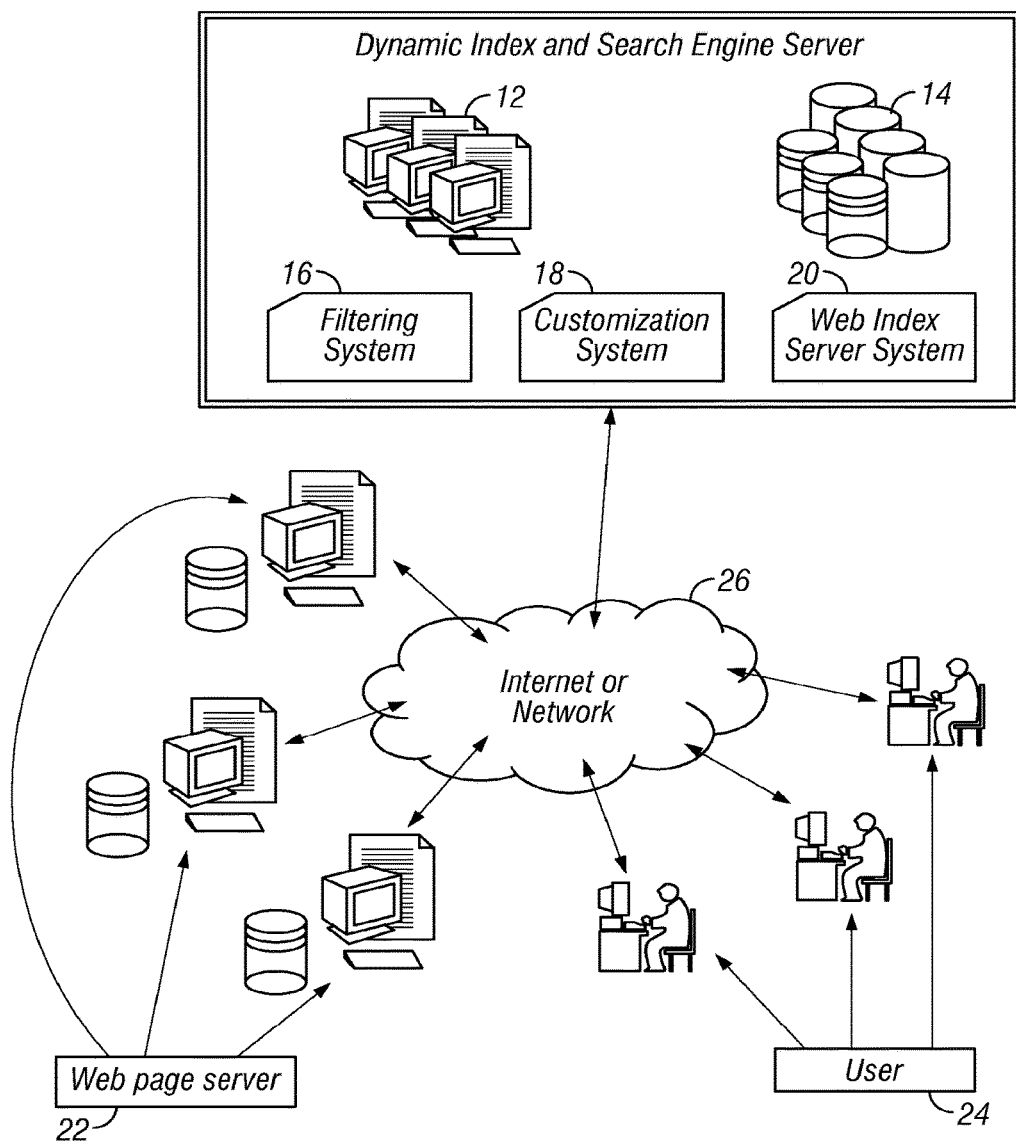 Dynamic Index and Search Engine Server
12
14
16
18
20
Filtering
System
Customization
System
Web Index
Server System
26
Internet or
Network
Web page server
22
User
24